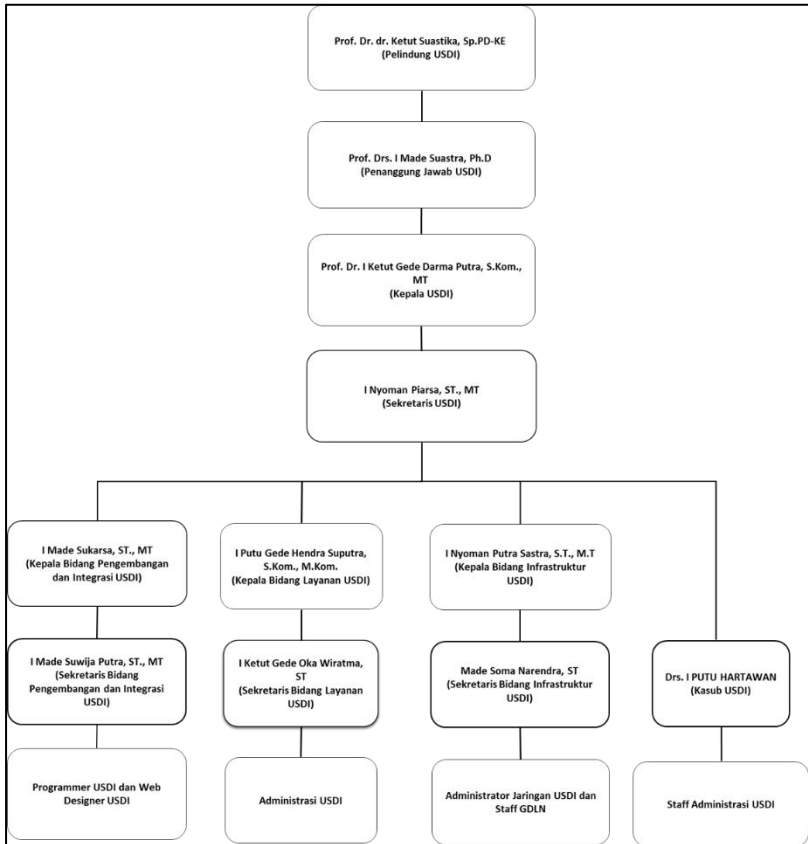 Prof. Dr. dr. Ketut Suastika, Sp.PD-KE
(Pelindung USDI)
Prof. Drs. I Made Suastra, Ph.D
(Penanggung Jawab USDI)
Prof. Dr. I Ketut Gede Darma Putra, S.Kom.,
MT
(Kepala USDI)
I Nyoman Piarsa, ST., MT
(Sekretaris USDI)
I Made Sukarsa, ST., MT
(Kepala Bidang Pengembangan
dan Integrasi USDI)
I Putu Gede Hendra Suputra,
S.Kom., M.Kom.
(Kepala Bidang Layanan USDI)
I Nyoman Putra Sastra, S.T., M.T
(Kepala Bidang Infrastruktur
USDI)
I Made Suwija Putra, ST., MT
(Sekretaris Bidang
Pengembangan dan Integrasi
USDI)
I Ketut Gede Oka Wiratma,
ST
(Sekretaris Bidang Layanan
USDI)
Made Soma Narendra, ST
(Sekretaris Bidang Infrastruktur
USDI)
Drs. I PUTU HARTAWAN
(Kasub USDI)
Programmer USDI dan Web
Designer USDI
Administrasi USDI
Administrator Jaringan USDI dan
Staff GDLN
Staff Administrasi USDI